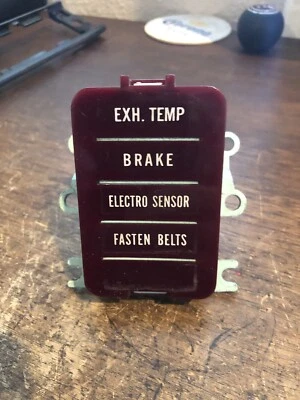 EXH. TEMP
BRAKE
ELECTRO SENSOR
FASTEN BELTS